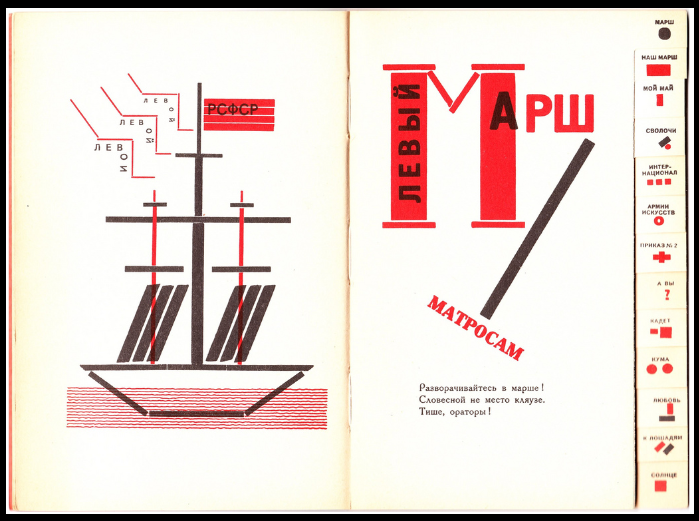 ЛЕВОЙ
ЛЕВОЙ
ЛЕВОЙ
РСФСР
ЛЕВЫЙ
МАРШ
МАТРОСАМ
Разворачивайтесь в марше!
Словесной не место кляузе.
Тише, ораторы!
МАРШ
НАШ МАРШ
МОЙ МАЙ
СВОЛОЧИ
ИНТЕР-
НАЦИОНАЛ
АРМИИ
ИСКУССТВ
ПРИКАЗ № 2
А ВЫ
?
КАДЕТ
КУМА
ЛЮБОВЬ
К ЛОШАДЯМ
СОЛНЦЕ